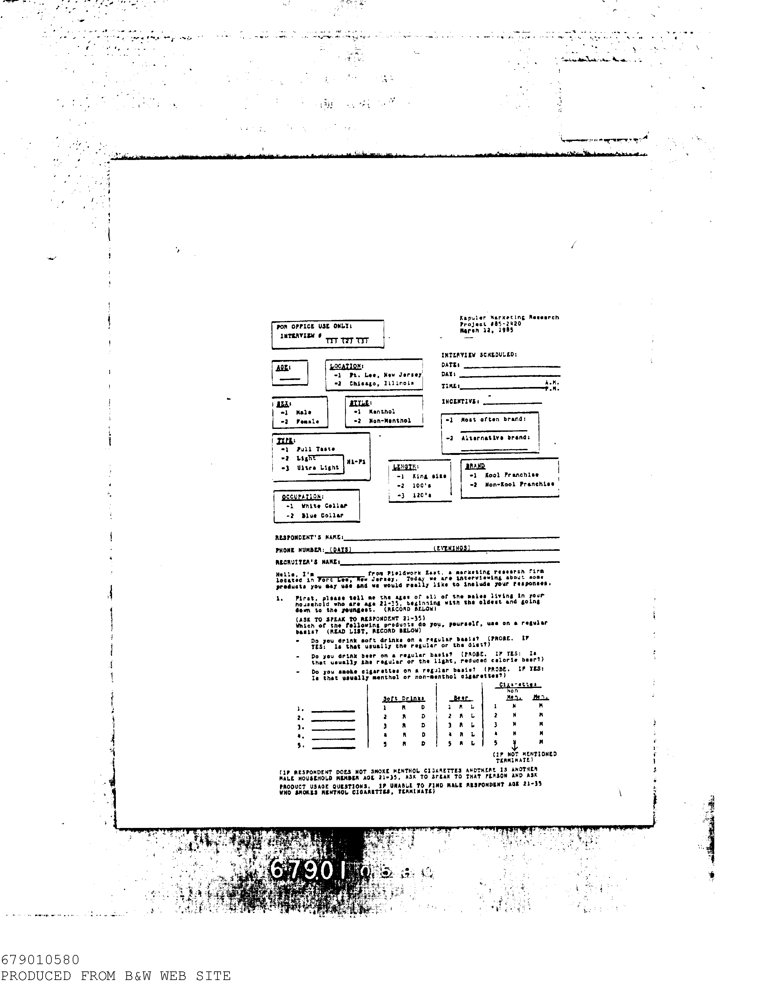 Kapuler Marketing Research
Project #85-2420
March 12, 1985
FOR OFFICE USE ONLY:
INTERVIEW #
(1) (2) (3)
INTERVIEW SCHEDULED:
DATE:
DAY:
TIME: A.M.
P.M.
INCENTIVE:
AGE:
LOCATION:
-1 Ft. Lee, New Jersey
-2 Chicago, Illinois
SEX:
-1 Male
-2 Female
STYLE:
-1 Menthol
-2 Non-Menthol
-1 Most often brand:
-2 Alternative brand:
TYPE:
-1 Full Taste
-2 Light
-3 Ultra Light
Hi-Fi
LENGTH:
-1 King size
-2 100's
-3 120's
BRAND
-1 Kool Franchise
-2 Non-Kool Franchise
OCCUPATION:
-1 White Collar
-2 Blue Collar
RESPONDENT'S NAME:
PHONE NUMBER: (DAYS) (EVENINGS)
RECRUITER'S NAME:
Hello, I'm from Fieldwork East, a marketing research firm
located in Fort Lee, New Jersey. Today we are interviewing about some
products you may use and we would really like to include your responses.
1. First, please tell me the ages of all of the males living in your
household who are age 21-35, beginning with the oldest and going
down to the youngest. (RECORD BELOW)
(ASK TO SPEAK TO RESPONDENT 21-35)
Which of the following products do you, yourself, use on a regular
basis? (READ LIST, RECORD BELOW)
- Do you drink soft drinks on a regular basis? (PROBE. IF
YES: Is that usually the regular or the diet?)
- Do you drink beer on a regular basis? (PROBE. IF YES: Is
that usually the regular or the light, reduced calorie beer?)
- Do you smoke cigarettes on a regular basis? (PROBE. IF YES:
Is that usually menthol or non-menthol cigarettes?)
Cigarettes
Non
Soft Drinks Beer Men. Men.
1. 1 R D 1 R L 1 N M
2. 2 R D 2 R L 2 N M
3. 3 R D 3 R L 3 N M
4. 4 R D 4 R L 4 N M
5. 5 R D 5 R L 5 N M
(IF NOT MENTIONED
TERMINATE)
(IF RESPONDENT DOES NOT SMOKE MENTHOL CIGARETTES ANDTHERE IS ANOTHER
MALE HOUSEHOLD MEMBER AGE 21-35, ASK TO SPEAK TO THAT PERSON AND ASK
PRODUCT USAGE QUESTIONS. IF UNABLE TO FIND MALE RESPONDENT AGE 21-35
WHO SMOKES MENTHOL CIGARETTES, TERMINATE)
679010580
679010580
PRODUCED FROM B&W WEB SITE